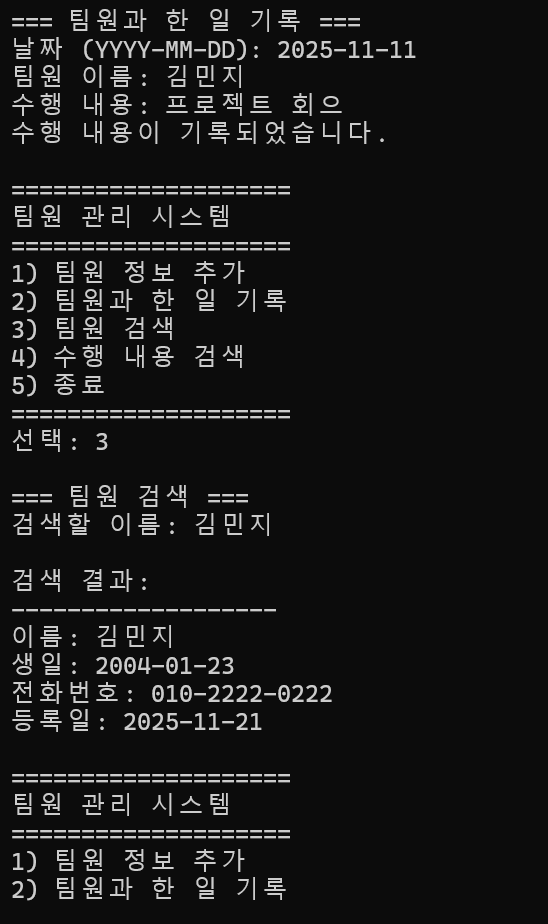 === 팀원과 한 일 기록 ===
날짜 (YYYY-MM-DD): 2025-11-11
팀원 이름: 김민지
수행 내용: 프로젝트 회으
수행 내용이 기록되었습니다.
====================
팀원 관리 시스템
====================
1) 팀원 정보 추가
2) 팀원과 한 일 기록
3) 팀원 검색
4) 수행 내용 검색
5) 종료
====================
선택: 3
=== 팀원 검색 ===
검색할 이름: 김민지
검색 결과:
-------------------
이름: 김민지
생일: 2004-01-23
전화번호: 010-2222-0222
등록일: 2025-11-21
====================
팀원 관리 시스템
====================
1) 팀원 정보 추가
2) 팀원과 한 일 기록